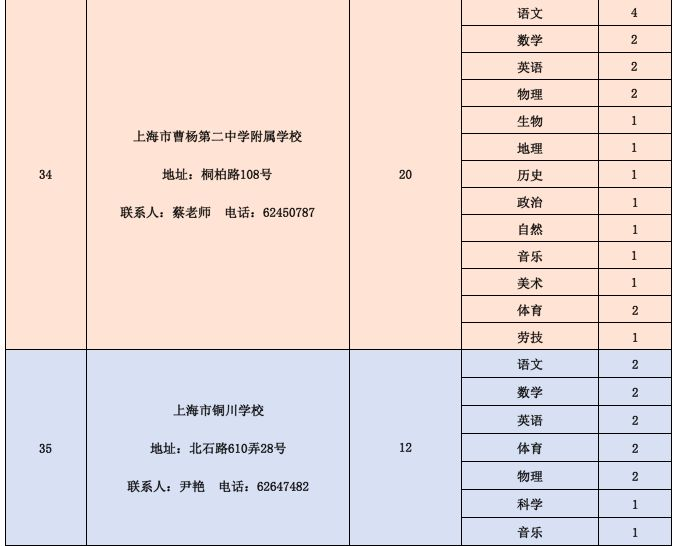 34
上海市曹杨第二中学附属学校
地址：桐柏路108号
联系人：蔡老师 电话：62450787
20
语文 4
数学 2
英语 2
物理 2
生物 1
地理 1
历史 1
政治 1
自然 1
音乐 1
美术 1
体育 2
劳技 1
35
上海市铜川学校
地址：北石路610弄28号
联系人：尹艳 电话：62647482
12
语文 2
数学 2
英语 2
体育 2
物理 2
科学 1
音乐 1